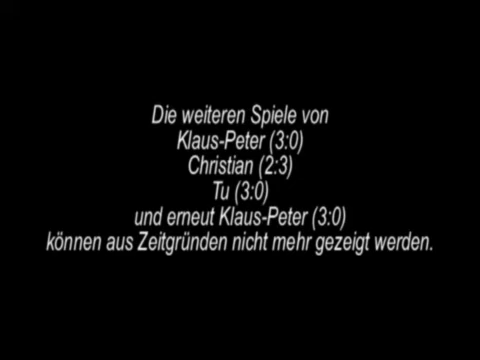 Die weiteren Spiele von
Klaus-Peter (3:0)
Christian (2:3)
Tu (3:0)
und erneut Klaus-Peter (3:0)
können aus Zeitgründen nicht mehr gezeigt werden.